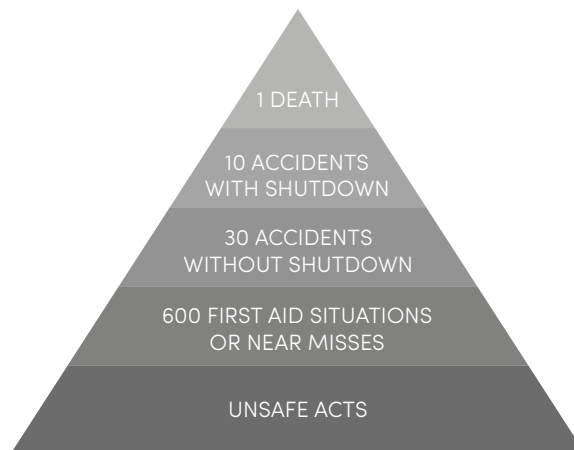 1 DEATH
10 ACCIDENTS
WITH SHUTDOWN
30 ACCIDENTS
WITHOUT SHUTDOWN
600 FIRST AID SITUATIONS
OR NEAR MISSES
UNSAFE ACTS